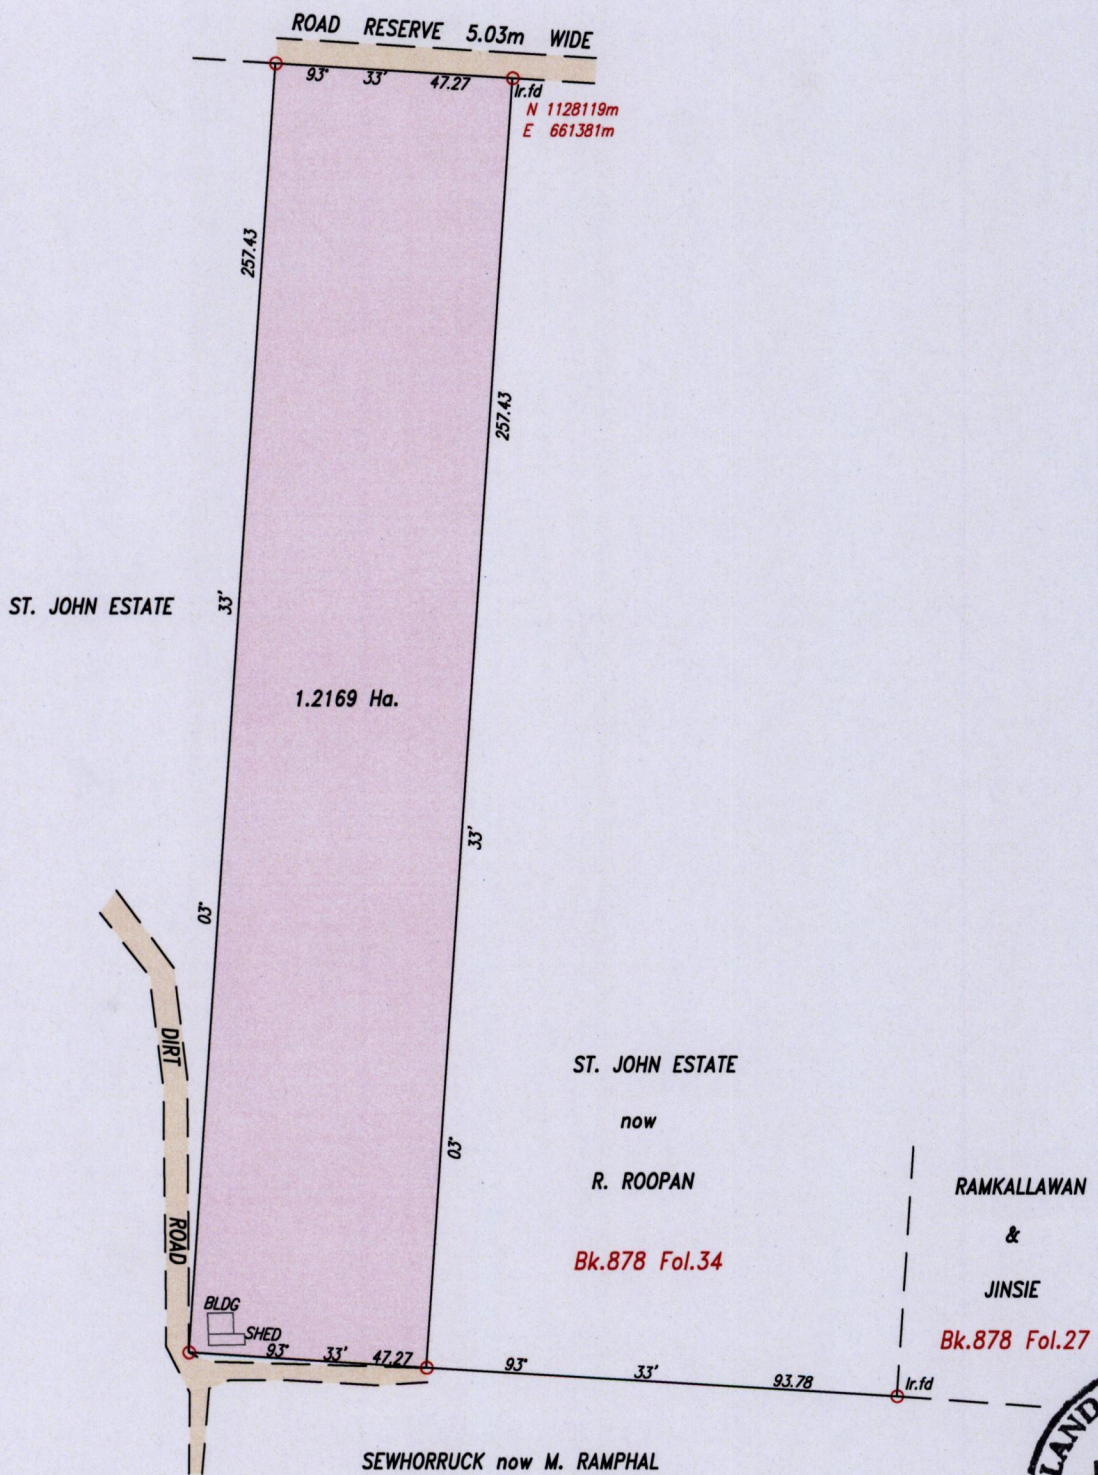 ROAD RESERVE 5.03m WIDE
93° 33' 47.27
Ir.fd
N 1128119m
E 661381m
257.43
257.43
ST. JOHN ESTATE
33'
1.2169 Ha.
33'
03°
DIRT ROAD
03°
ST. JOHN ESTATE
now
R. ROOPAN
Bk.878 Fol.34
RAMKALLAWAN
&
JINSIE
Bk.878 Fol.27
BLDG
SHED
93° 33' 47.27
93° 33' 93.78
Ir.fd
SEWHORRUCK now M. RAMPHAL
LAND